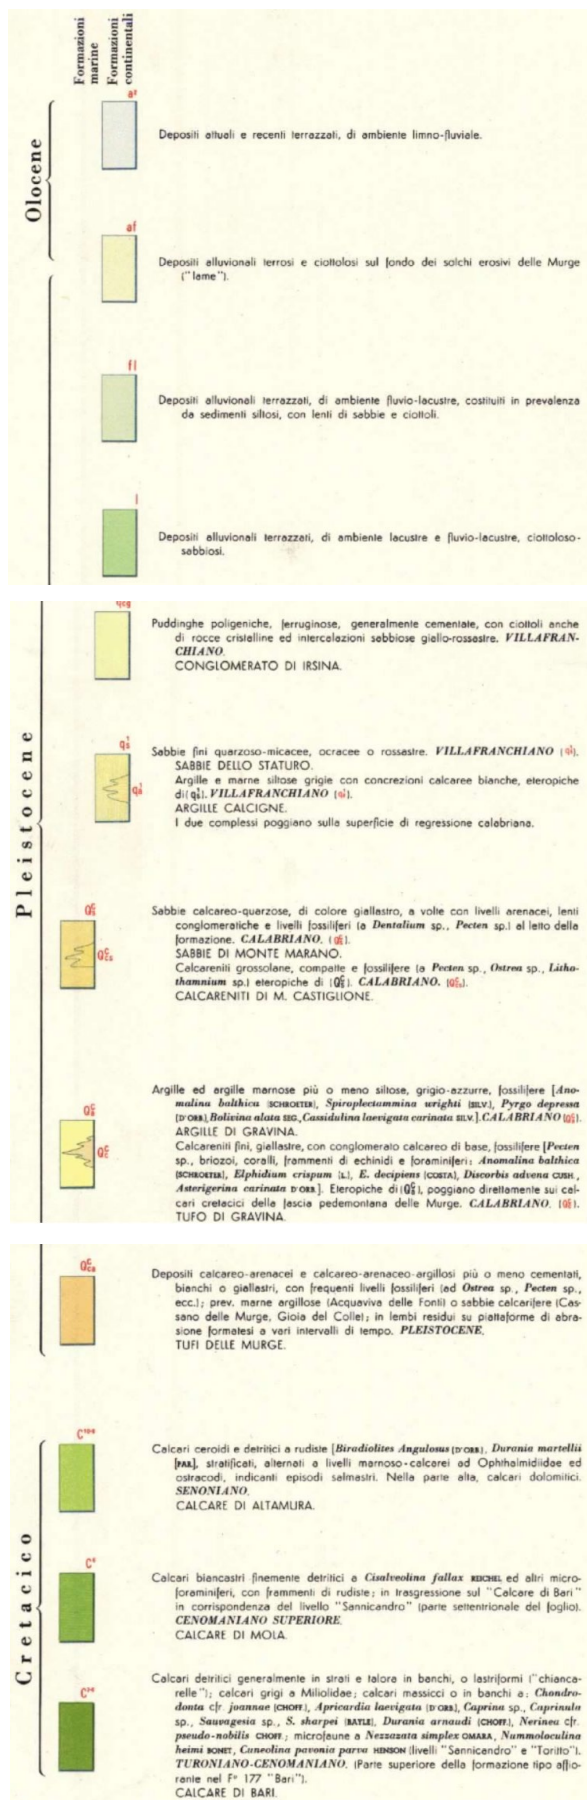 Formazioni marine
Formazioni continentali
Olocene
a²
Depositi attuali e recenti terrazzati, di ambiente limno-fluviale.
af
Depositi alluvionali terrosi e ciottolosi sul fondo dei solchi erosivi delle Murge
("lame").
fl
Depositi alluvionali terrazzati, di ambiente fluvio-lacustre, costituiti in prevalenza
da sedimenti siltosi, con lenti di sabbie e ciottoli.
l
Depositi alluvionali terrazzati, di ambiente lacustre e fluvio-lacustre, ciottoloso-
sabbiosi.
Pleistocene
qcg
Puddinghe poligeniche, ferruginose, generalmente cementate, con ciottoli anche
di rocce cristalline ed intercalazioni sabbiose giallo-rossastre. VILLAFRAN-
CHIANO.
CONGLOMERATO DI IRSINA.
Sabbie fini quarzoso-micacee, ocracee o rossastre. VILLAFRANCHIANO (q¹s).
SABBIE DELLO STATURO.
Argille e marne siltose grigie con concrezioni calcaree bianche, eteropiche
di (q¹s). VILLAFRANCHIANO (q¹a).
ARGILLE CALCIGNE.
I due complessi poggiano sulla superficie di regressione calabriana.
Sabbie calcareo-quarzose, di colore giallastro, a volte con livelli arenacei, lenti
conglomeratiche e livelli fossiliferi (a Dentalium sp., Pecten sp.) al letto della
formazione. CALABRIANO.
SABBIE DI MONTE MARANO.
Calcareniti grossolane, compatte e fossilifere (a Pecten sp., Ostrea sp., Litho-
thamnium sp.) eteropiche di CALABRIANO.
CALCARENITI DI M. CASTIGLIONE.
Argille ed argille marnose più o meno siltose, grigio-azzurre, fossilifere [Ano-
malina balthica (SCHROETER), Spiroplectammina wrighti (SILV.), Pyrgo depressa
(D'ORB.), Bolivina alata SEG., Cassidulina laevigata carinata SILV.]. CALABRIANO
ARGILLE DI GRAVINA.
Calcareniti fini, giallastre, con conglomerato calcareo di base, fossilifere [Pecten
sp., briozoi, coralli, frammenti di echinidi e foraminiferi: Anomalina balthica
(SCHROETER), Elphidium crispum (L.), E. decipiens (COSTA), Discorbis advena CUSH.,
Asterigerina carinata D'ORB.]. Eteropiche di poggiano direttamente sui cal-
cari cretacici della fascia pedemontana delle Murge. CALABRIANO.
TUFO DI GRAVINA.
Depositi calcareo-arenacei e calcareo-arenaceo-argillosi più o meno cementati,
bianchi o giallastri, con frequenti livelli fossiliferi (ad Ostrea sp., Pecten sp.,
ecc.); prev. marne argillose (Acquaviva delle Fonti) o sabbie calcarifere (Cas-
sano delle Murge, Gioia del Colle); in lembi residui su piattaforme di abra-
sione formatesi a vari intervalli di tempo. PLEISTOCENE.
TUFI DELLE MURGE.
Cretacico
Calcari ceroidi e detritici a rudiste [Biradiolites Angulosus (D'ORB.), Durania martellii
(PAR.)], stratificati, alternati a livelli marnoso-calcarei ad Ophthalmidiidae ed
ostracodi, indicanti episodi salmastri. Nella parte alta, calcari dolomitici.
SENONIANO.
CALCARE DI ALTAMURA.
Calcari biancastri finemente detritici a Cisalveolina fallax REICHEL ed altri micro-
foraminiferi, con frammenti di rudiste; in trasgressione sul "Calcare di Bari"
in corrispondenza del livello "Sannicandro" (parte settentrionale del foglio).
CENOMANIANO SUPERIORE.
CALCARE DI MOLA.
Calcari detritici generalmente in strati e talora in banchi, o lastriformi ("chianca-
relle"); calcari grigi a Miliolidae; calcari massicci o in banchi a: Chondro-
donta cfr joannae (CHOFF.), Apricardia laevigata (D'ORB.), Caprina sp., Caprinula
sp., Sauvagesia sp., S. sharpei (BAYLE), Durania arnaudi (CHOFF.), Nerinea cfr.
pseudo-nobilis CHOFF.; microfaune a Nezzazata simplex OMARA, Nummoloculina
heimi BONET, Cuneolina pavonia parva HENSON (livelli "Sannicandro" e "Toritto").
TURONIANO-CENOMANIANO. (Parte superiore della formazione tipo affio-
rante nel F° 177 "Bari").
CALCARE DI BARI.